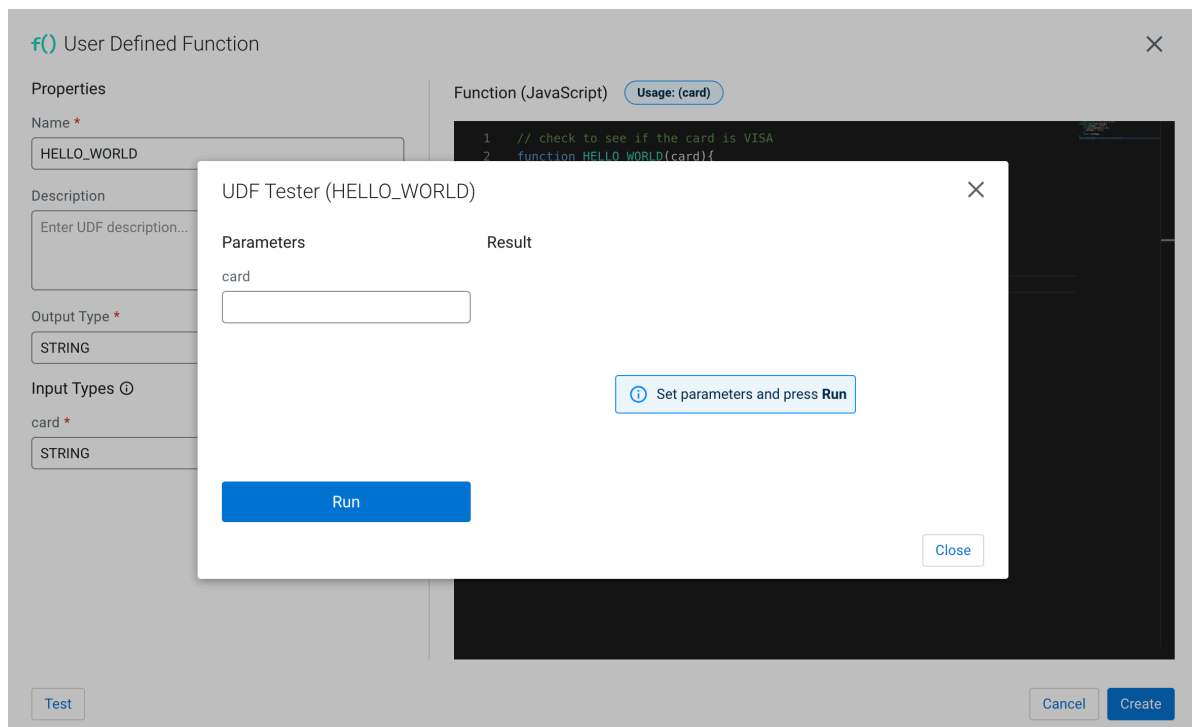 f() User Defined Function
Properties
Name *
HELLO_WORLD
Description
Enter UDF description...
Output Type *
STRING
Input Types
card *
STRING
Function (JavaScript)
Usage: (card)
1 // check to see if the card is VISA
2 function HELLO_WORLD(card){
UDF Tester (HELLO_WORLD)
Parameters
Result
card
Set parameters and press Run
Run
Close
Test
Cancel
Create